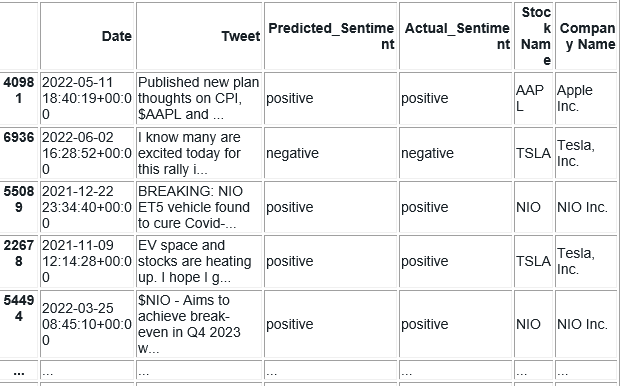 Date Tweet Predicted_Sentiment Actual_Sentiment Stock Name Company Name
40981 2022-05-11 18:40:19+00:00 Published new plan thoughts on CPI, $AAPL and ... positive positive AAPL Apple Inc.
6936 2022-06-02 16:28:52+00:00 I know many are excited today for this rally i... negative negative TSLA Tesla, Inc.
55089 2021-12-22 23:34:40+00:00 BREAKING: NIO ET5 vehicle found to cure Covid-... positive positive NIO NIO Inc.
22678 2021-11-09 12:14:28+00:00 EV space and stocks are heating up. I hope I g... positive positive TSLA Tesla, Inc.
54494 2022-03-25 08:45:10+00:00 $NIO - Aims to achieve break-even in Q4 2023 w... positive positive NIO NIO Inc.
... ... ... ... ... ... ...